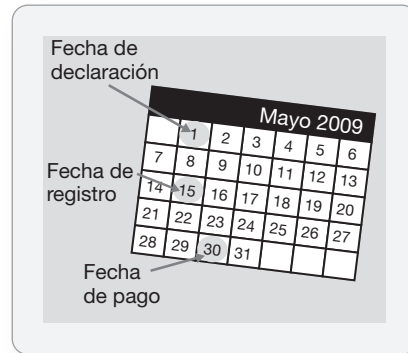 Fecha de
declaración
Mayo 2009
1 2 3 4 5 6
7 8 9 10 11 12 13
Fecha de
registro
14 15 16 17 18 19 20
21 22 23 24 25 26 27
28 29 30 31
Fecha
de pago